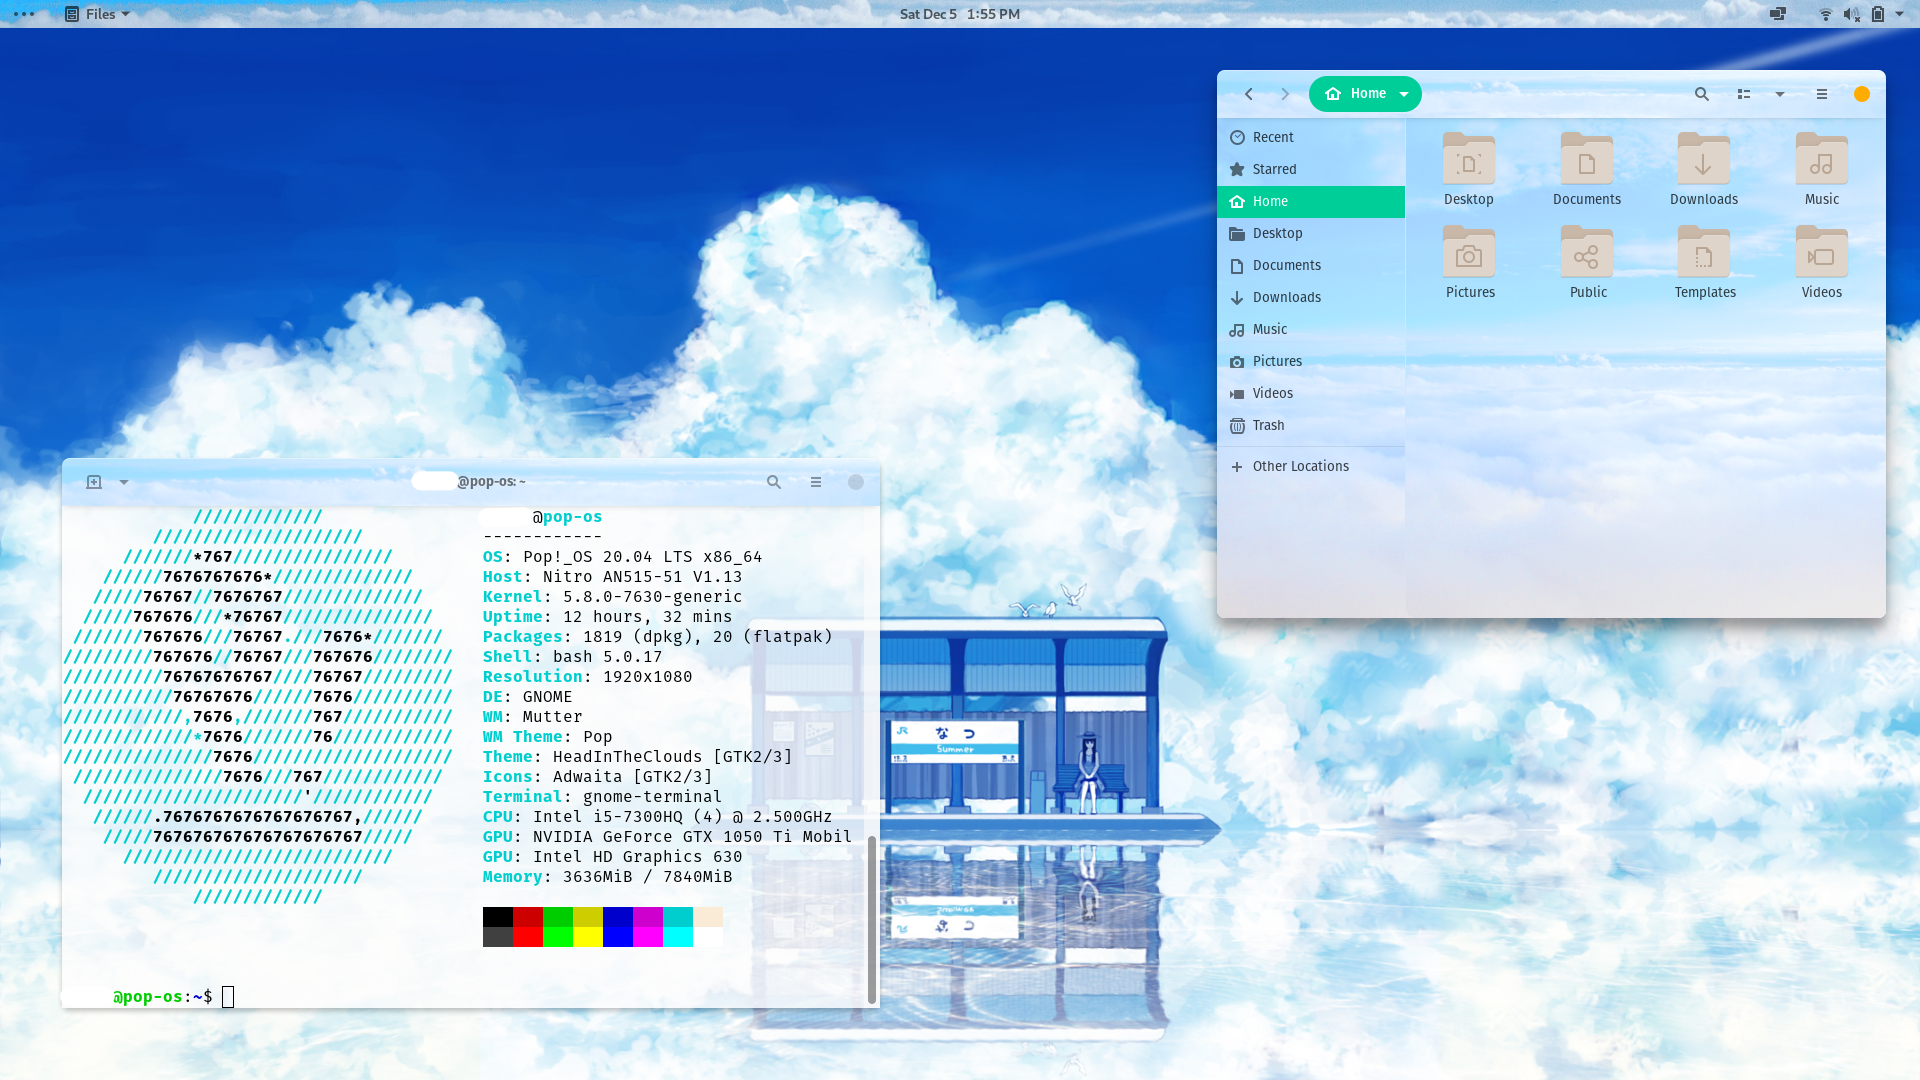 Files
Sat Dec 5 1:55 PM
Home
Recent
Starred
Home
Desktop
Documents
Downloads
Music
Pictures
Videos
Trash
Other Locations
Desktop Documents Downloads Music
Pictures Public Templates Videos
@pop-os: ~
/////////////
/////////////////////
///////*767////////////////
//////7676767676*//////////////
/////76767//7676767//////////////
/////767676///*76767///////////////
///////767676///76767.///7676*///////
/////////767676//76767///767676////////
//////////76767676767////76767/////////
///////////76767676//////7676//////////
////////////,7676,///////767///////////
/////////////*7676///////76////////////
///////////////7676////////////////////
///////////////7676///767////////////
//////////////////////'////////////
//////.7676767676767676767,//////
/////767676767676767676767/////
///////////////////////////
/////////////////////
/////////////
@pop-os
------------
OS: Pop!_OS 20.04 LTS x86_64
Host: Nitro AN515-51 V1.13
Kernel: 5.8.0-7630-generic
Uptime: 12 hours, 32 mins
Packages: 1819 (dpkg), 20 (flatpak)
Shell: bash 5.0.17
Resolution: 1920x1080
DE: GNOME
WM: Mutter
WM Theme: Pop
Theme: HeadInTheClouds [GTK2/3]
Icons: Adwaita [GTK2/3]
Terminal: gnome-terminal
CPU: Intel i5-7300HQ (4) @ 2.500GHz
GPU: NVIDIA GeForce GTX 1050 Ti Mobil
GPU: Intel HD Graphics 630
Memory: 3636MiB / 7840MiB
@pop-os:~$
JR なつ
Summer